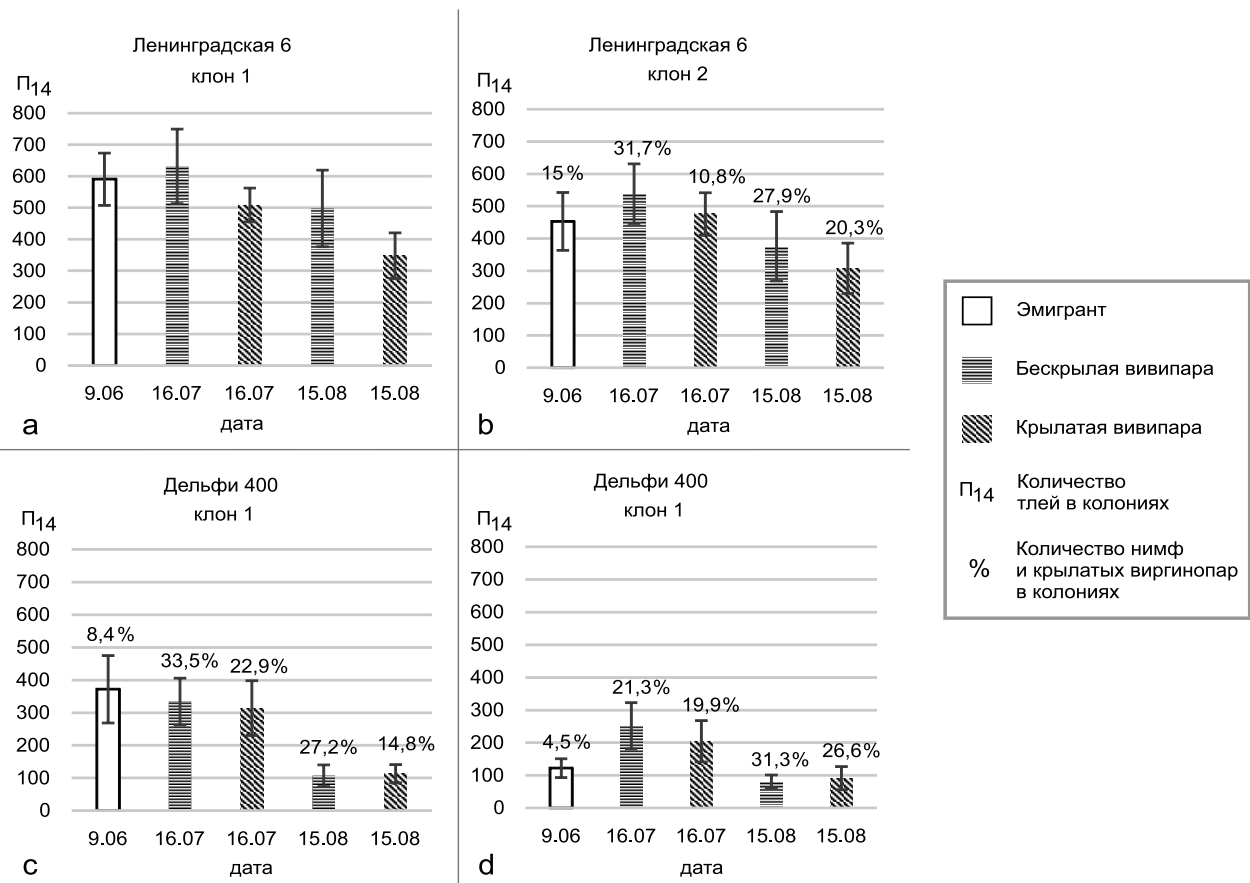 Ленинградская 6
клон 1
П14
800
700
600
500
400
300
200
100
0
9.06 16.07 16.07 15.08 15.08
дата
a
Ленинградская 6
клон 2
П14
800
700
600
500
400
300
200
100
0
15% 31,7% 10,8% 27,9% 20,3%
9.06 16.07 16.07 15.08 15.08
дата
b
Дельфи 400
клон 1
П14
800
700
600
500
400
300
200
100
0
8,4% 33,5% 22,9% 27,2% 14,8%
9.06 16.07 16.07 15.08 15.08
дата
c
Дельфи 400
клон 1
П14
800
700
600
500
400
300
200
100
0
4,5% 21,3% 19,9% 31,3% 26,6%
9.06 16.07 16.07 15.08 15.08
дата
d
Эмигрант
Бескрылая вивипара
Крылатая вивипара
П14 Количество
тлей в колониях
% Количество нимф
и крылатых виргинопар
в колониях